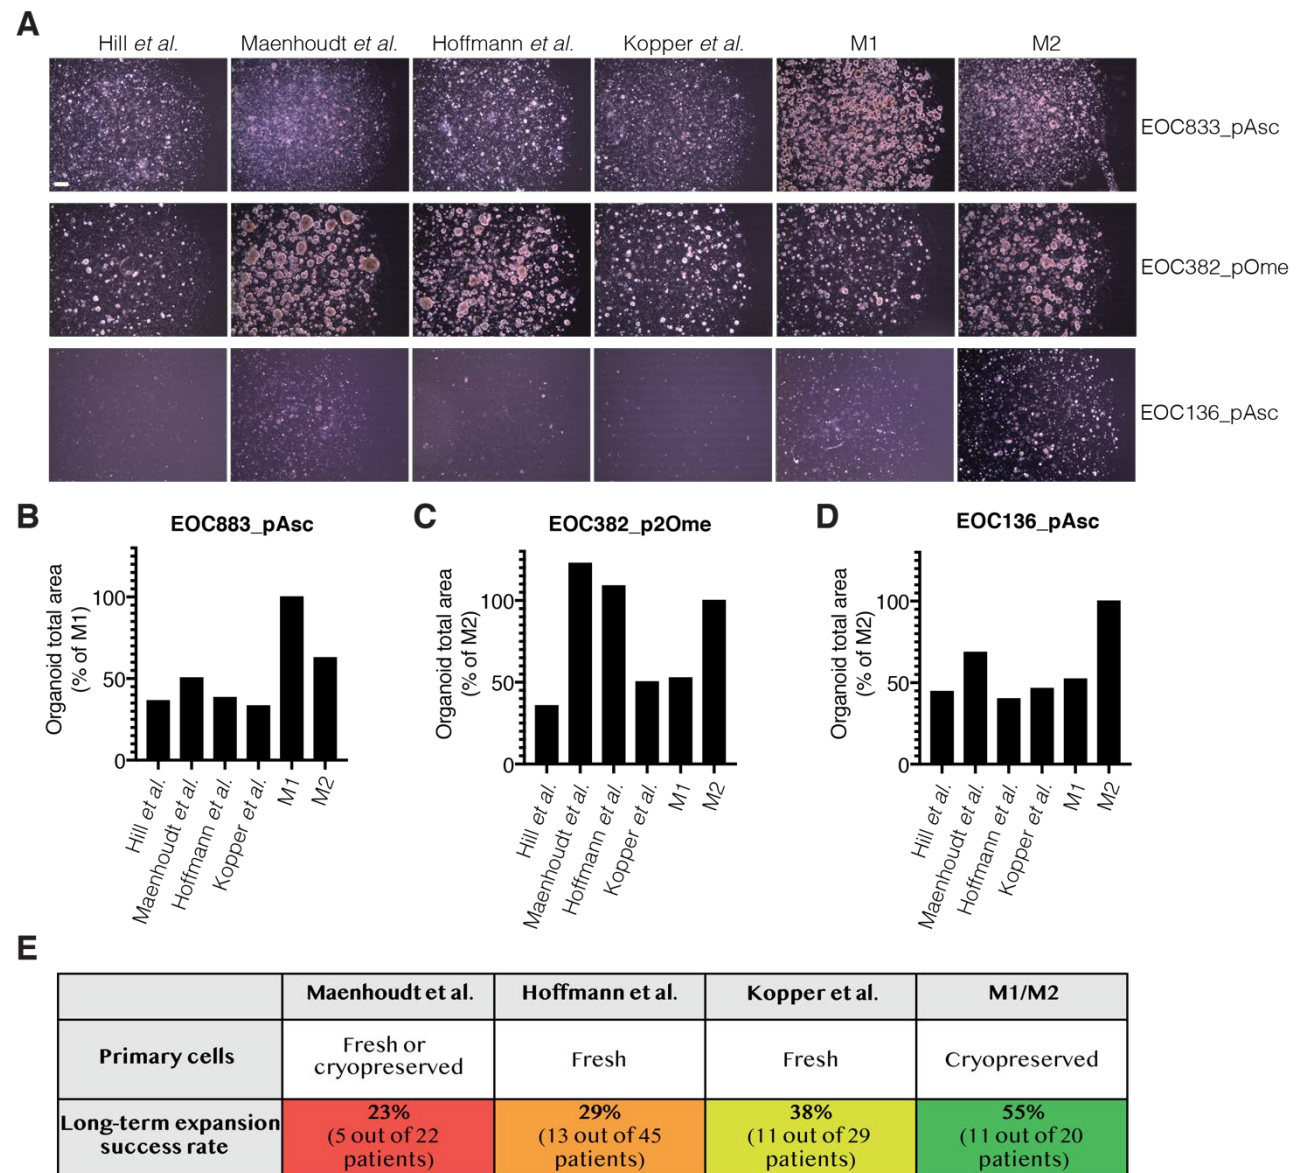 A
Hill et al.
Maenhoudt et al.
Hoffmann et al.
Kopper et al.
M1
M2
EOC833_pAsc
EOC382_pOme
EOC136_pAsc
B
EOC883_pAsc
Organoid total area
(% of M1)
100
50
0
Hill et al.
Maenhoudt et al.
Hoffmann et al.
Kopper et al.
M1
M2
C
EOC382_p2Ome
Organoid total area
(% of M2)
100
50
0
Hill et al.
Maenhoudt et al.
Hoffmann et al.
Kopper et al.
M1
M2
D
EOC136_pAsc
Organoid total area
(% of M2)
100
50
0
Hill et al.
Maenhoudt et al.
Hoffmann et al.
Kopper et al.
M1
M2
E
Maenhoudt et al.
Hoffmann et al.
Kopper et al.
M1/M2
Primary cells
Fresh or
cryopreserved
Fresh
Fresh
Cryopreserved
Long-term expansion
success rate
23%
(5 out of 22
patients)
29%
(13 out of 45
patients)
38%
(11 out of 29
patients)
55%
(11 out of 20
patients)